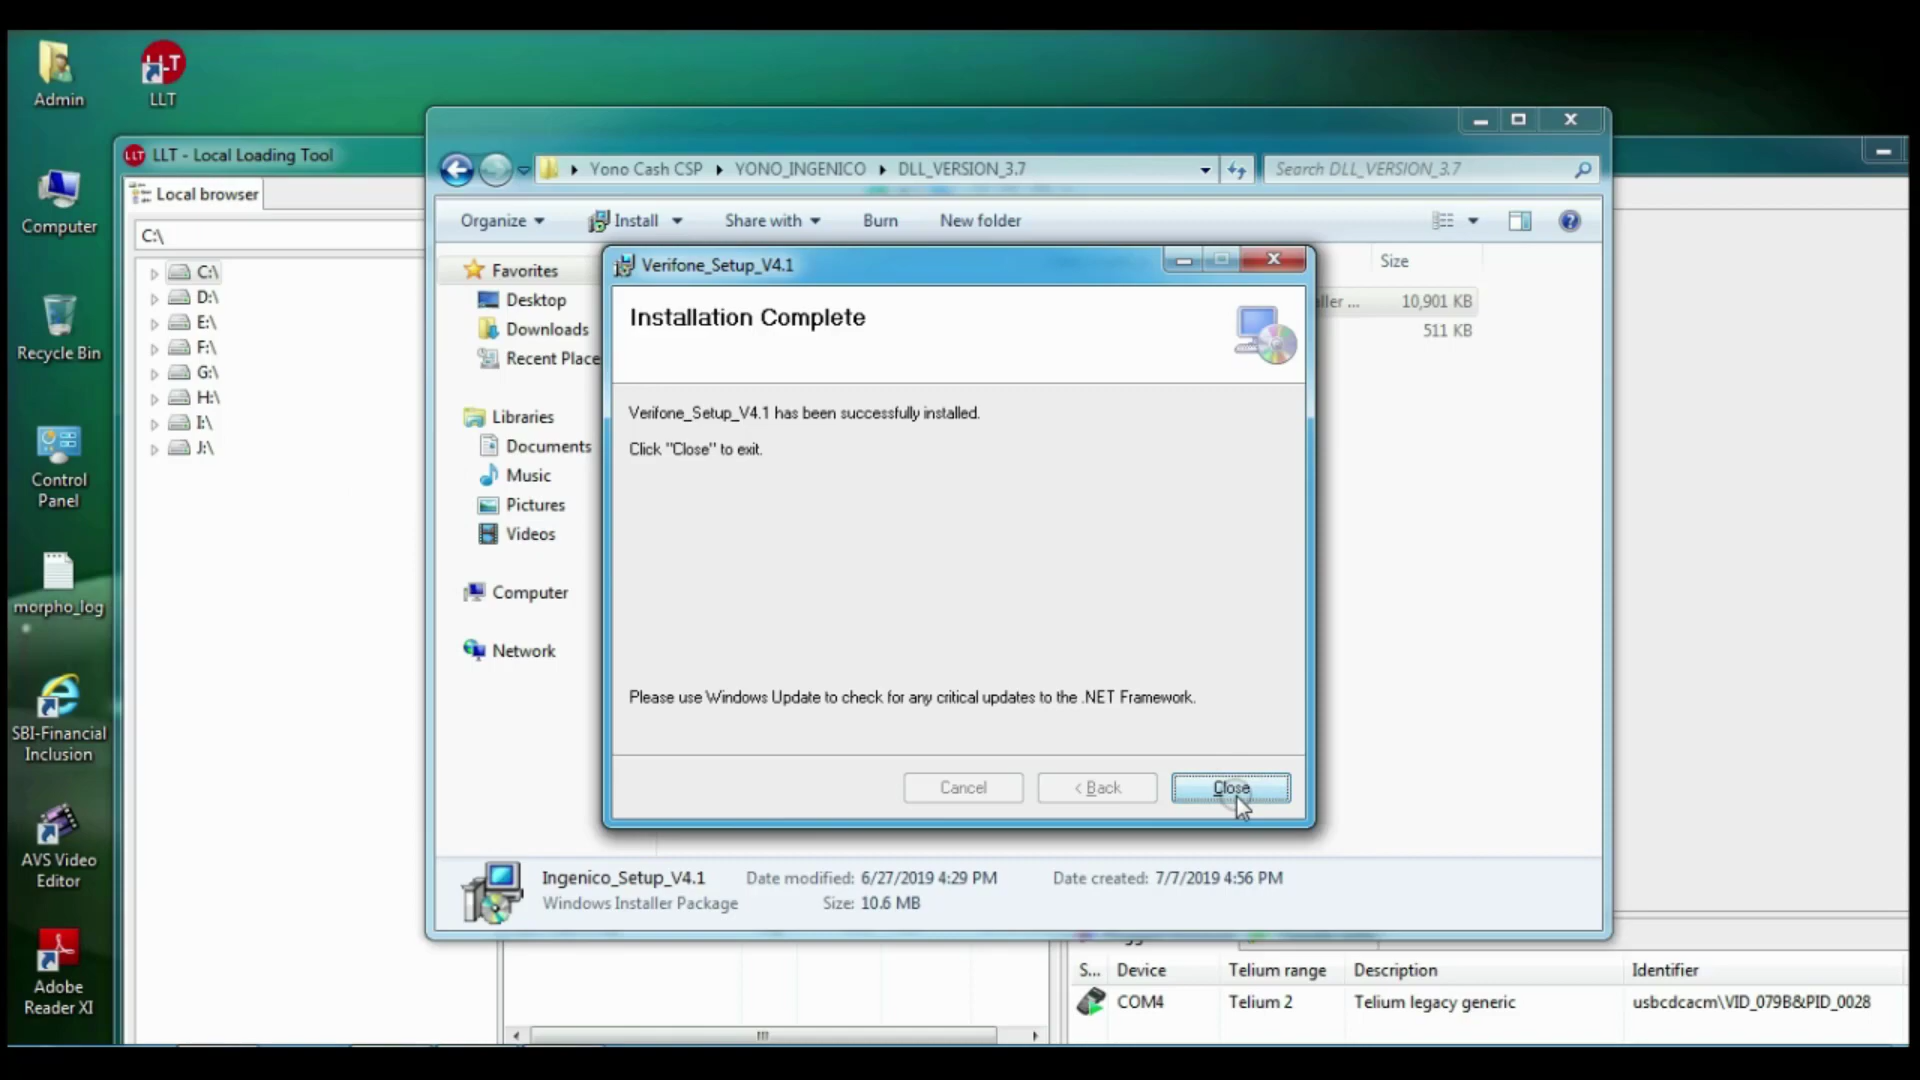 Admin
LLT
Computer
Recycle Bin
Control
Panel
morpho_log
SBI-Financial
Inclusion
AVS Video
Editor
Adobe
Reader XI
LLT - Local Loading Tool
Local browser
C:\
C:\
D:\
E:\
F:\
G:\
H:\
I:\
J:\
Yono Cash CSP
YONO_INGENICO
DLL_VERSION_3.7
Search DLL_VERSION_3.7
Organize
Install
Share with
Burn
New folder
Favorites
Desktop
Downloads
Recent Place
Libraries
Documents
Music
Pictures
Videos
Computer
Network
Size
ller ...
10,901 KB
511 KB
Verifone_Setup_V4.1
Installation Complete
Verifone_Setup_V4.1 has been successfully installed.
Click "Close" to exit.
Please use Windows Update to check for any critical updates to the .NET Framework.
Cancel
< Back
Close
Ingenico_Setup_V4.1 Date modified: 6/27/2019 4:29 PM Date created: 7/7/2019 4:56 PM
Windows Installer Package Size: 10.6 MB
S... Device Telium range Description Identifier
COM4 Telium 2 Telium legacy generic usbcdcacm\VID_079B&PID_0028